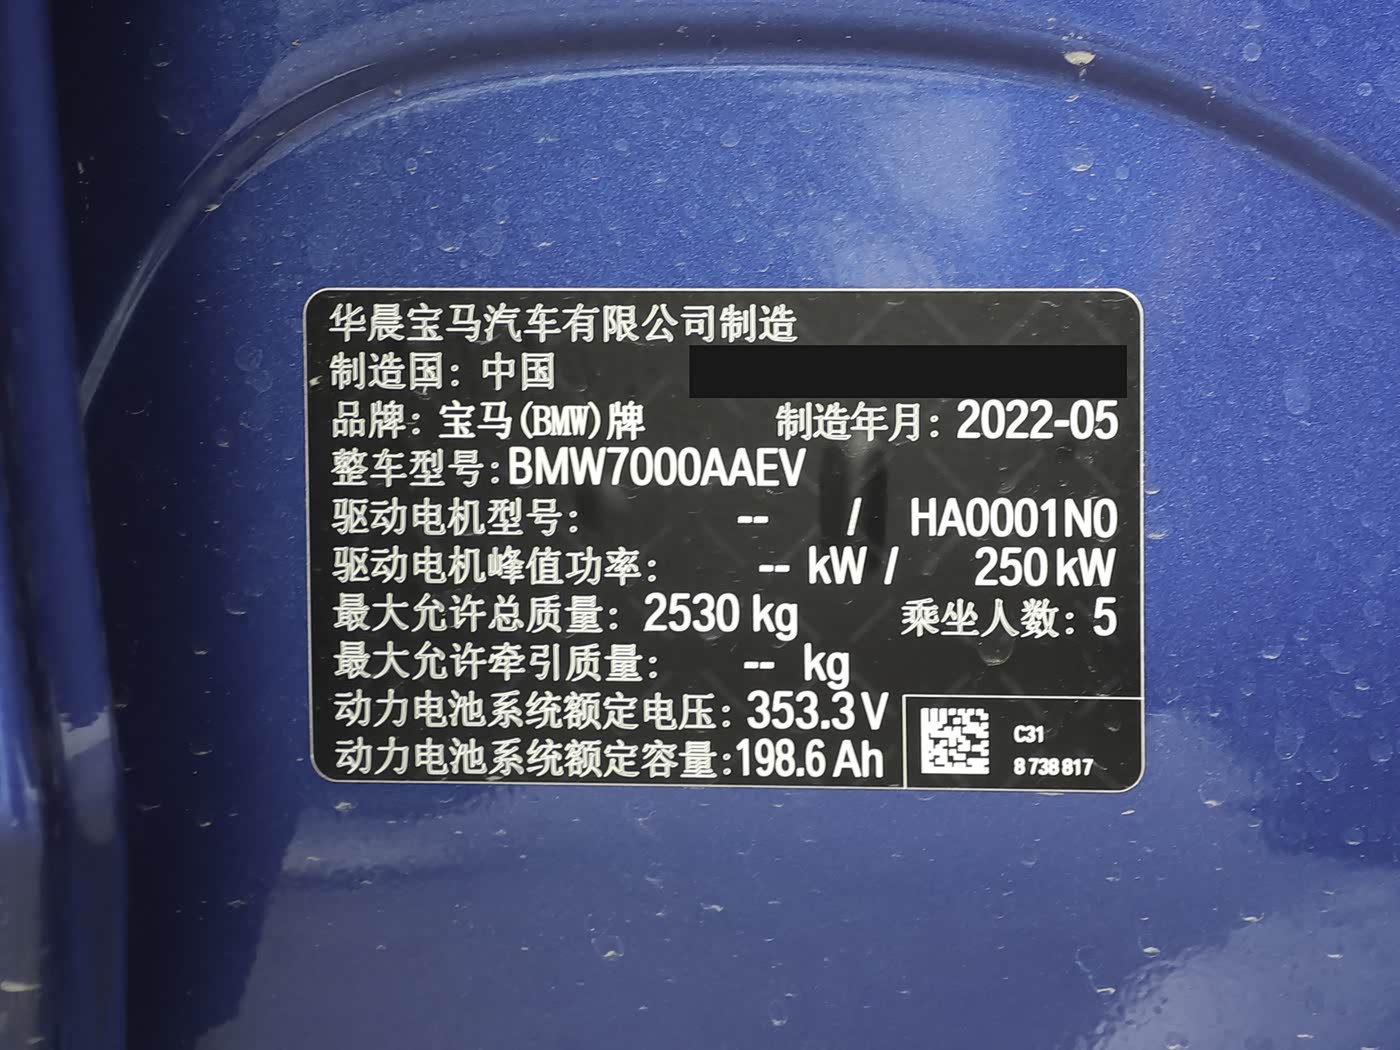 华晨宝马汽车有限公司制造
制造国：中国
品牌：宝马(BMW)牌 制造年月：2022-05
整车型号：BMW7000AAEV
驱动电机型号： -- / HA0001N0
驱动电机峰值功率： -- kW / 250 kW
最大允许总质量：2530 kg 乘坐人数：5
最大允许牵引质量： -- kg
动力电池系统额定电压：353.3 V
动力电池系统额定容量：198.6 Ah
C31
8 738 817